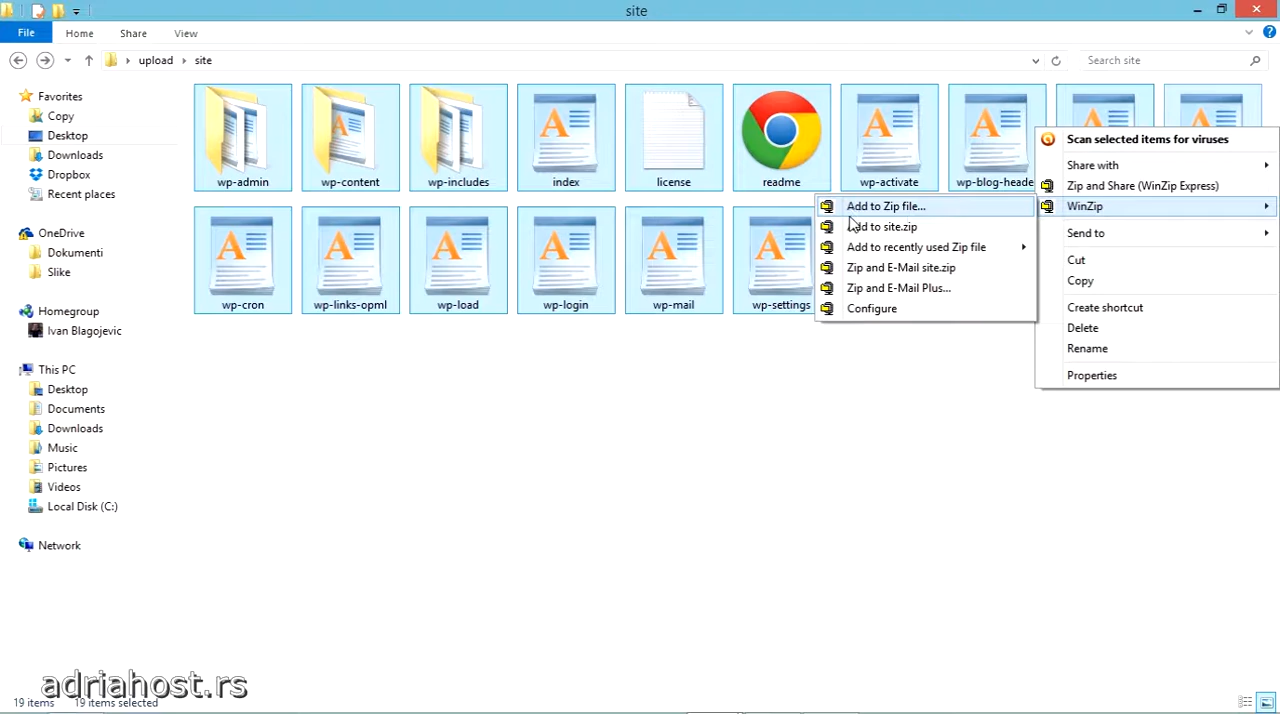 site
File
Home
Share
View
upload
site
Search site
Favorites
Copy
Desktop
Downloads
Dropbox
Recent places
OneDrive
Dokumenti
Slike
Homegroup
Ivan Blagojevic
This PC
Desktop
Documents
Downloads
Music
Pictures
Videos
Local Disk (C:)
Network
wp-admin
wp-content
wp-includes
index
license
readme
wp-activate
wp-blog-heade
wp-cron
wp-links-opml
wp-load
wp-login
wp-mail
wp-settings
Add to Zip file...
Add to site.zip
Add to recently used Zip file
Zip and E-Mail site.zip
Zip and E-Mail Plus...
Configure
Scan selected items for viruses
Share with
Zip and Share (WinZip Express)
WinZip
Send to
Cut
Copy
Create shortcut
Delete
Rename
Properties
adriahost.rs
19 items
19 items selected